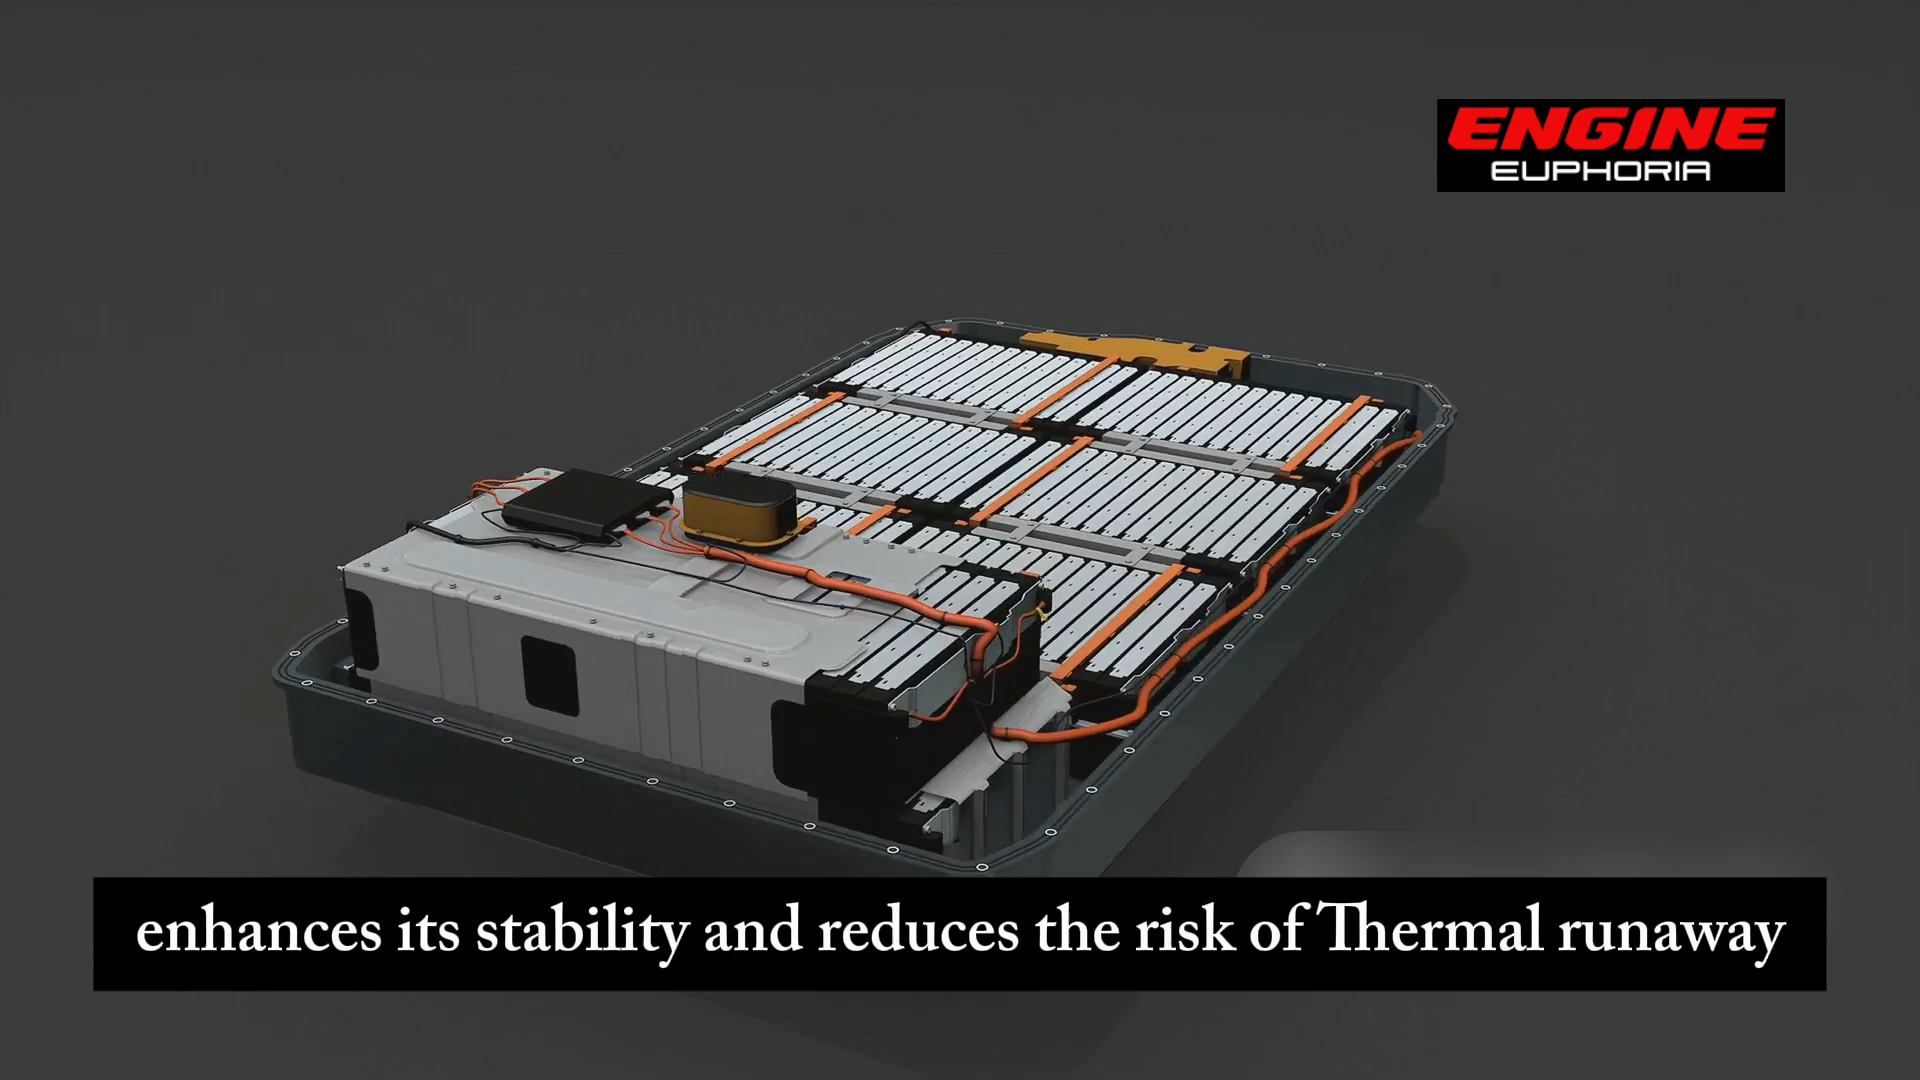 ENGINE
EUPHORIA
enhances its stability and reduces the risk of Thermal runaway